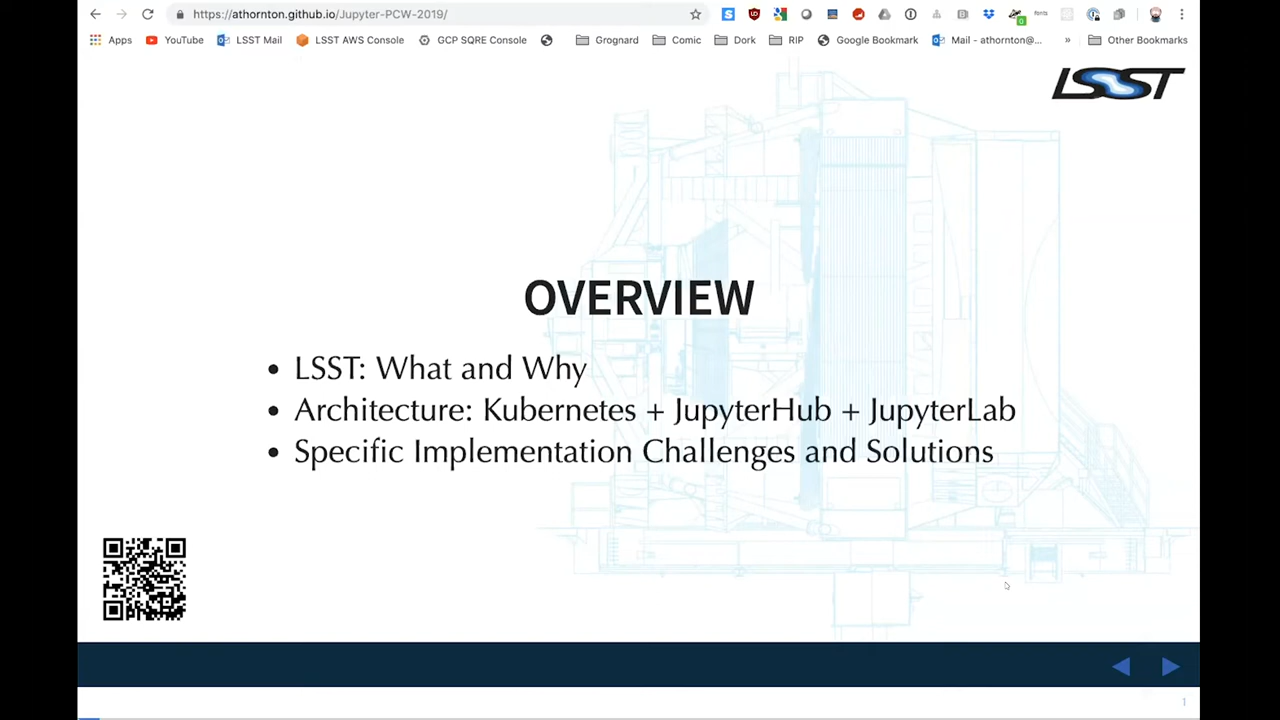 https://athornton.github.io/Jupyter-PCW-2019/
Apps YouTube LSST Mail LSST AWS Console GCP SQRE Console Grognard Comic Dork RIP Google Bookmark Mail - athornton@... » Other Bookmarks
LSST
OVERVIEW
• LSST: What and Why
• Architecture: Kubernetes + JupyterHub + JupyterLab
• Specific Implementation Challenges and Solutions
1